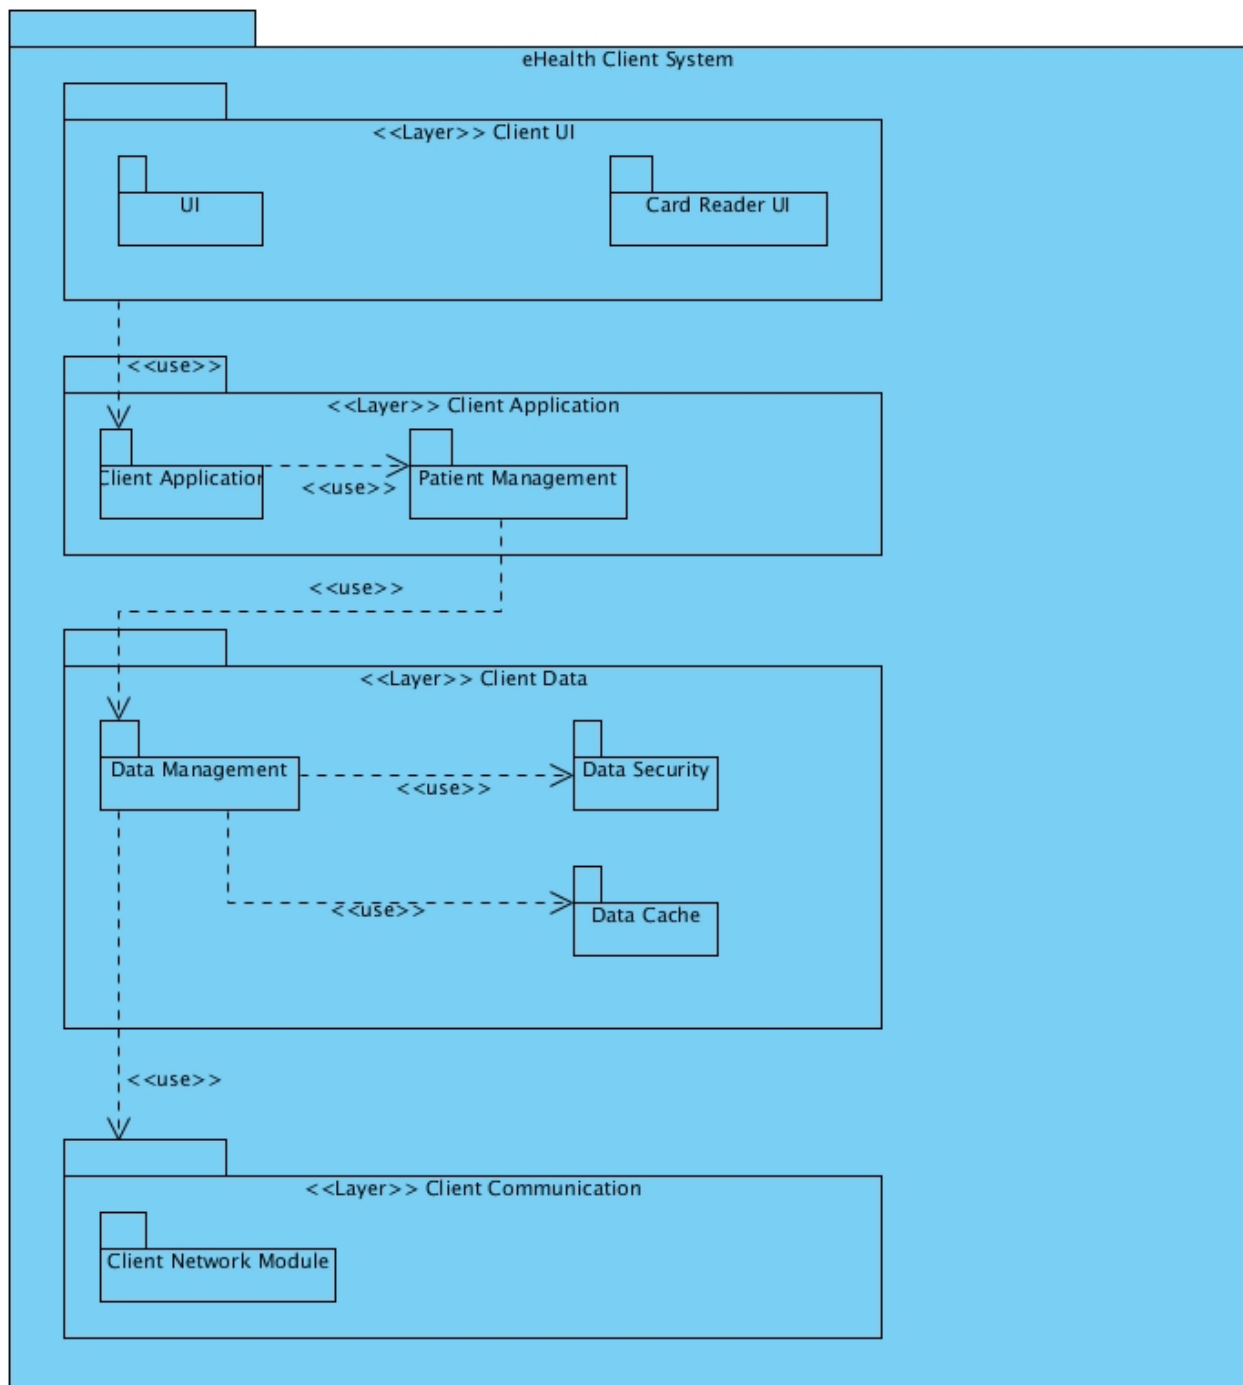 eHealth Client System
<<Layer>> Client UI
UI
Card Reader UI
<<use>>
<<Layer>> Client Application
Client Application
<<use>>
Patient Management
<<use>>
<<Layer>> Client Data
Data Management
<<use>>
Data Security
<<use>>
Data Cache
<<use>>
<<Layer>> Client Communication
Client Network Module